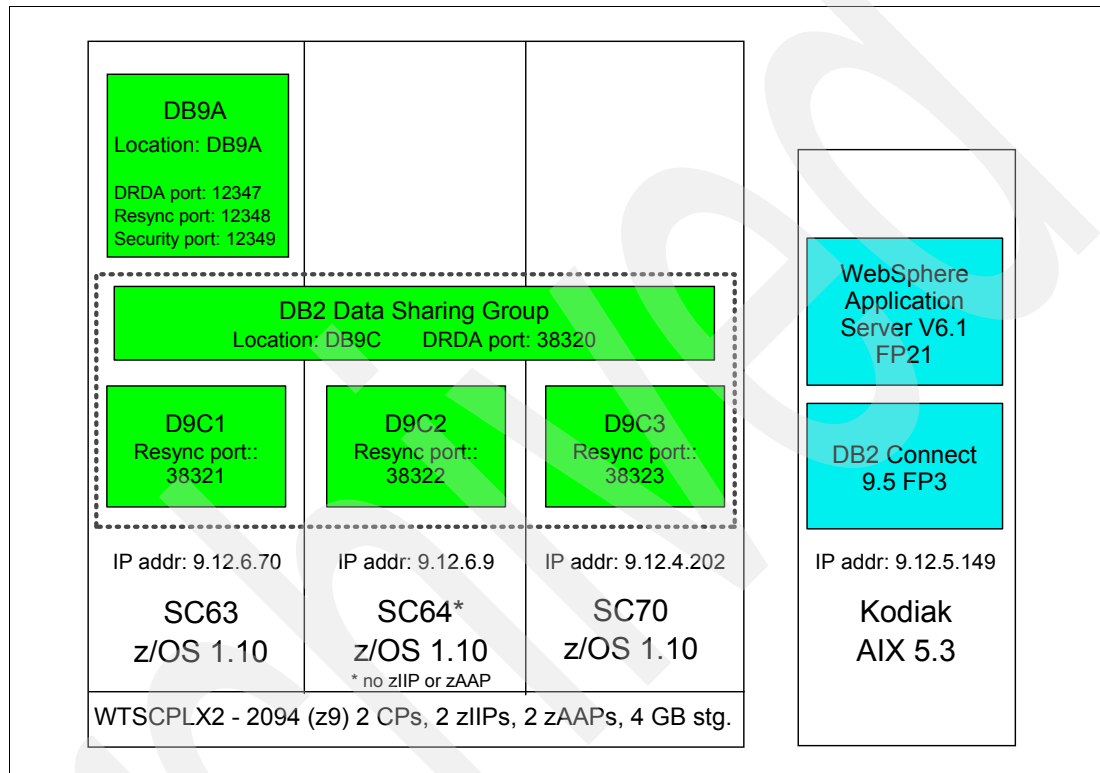 DB9A
Location: DB9A
DRDA port: 12347
Resync port: 12348
Security port: 12349
DB2 Data Sharing Group
Location: DB9C DRDA port: 38320
D9C1
Resync port::
38321
D9C2
Resync port::
38322
D9C3
Resync port::
38323
IP addr: 9.12.6.70
SC63
z/OS 1.10
IP addr: 9.12.6.9
SC64*
z/OS 1.10
* no zIIP or zAAP
IP addr: 9.12.4.202
SC70
z/OS 1.10
WTSCPLX2 - 2094 (z9) 2 CPs, 2 zIIPs, 2 zAAPs, 4 GB stg.
WebSphere
Application
Server V6.1
FP21
DB2 Connect
9.5 FP3
IP addr: 9.12.5.149
Kodiak
AIX 5.3